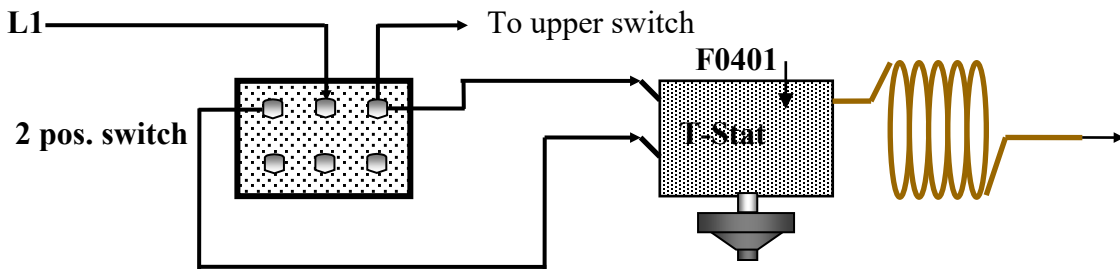 L1
To upper switch
F0401
2 pos. switch
T-Stat